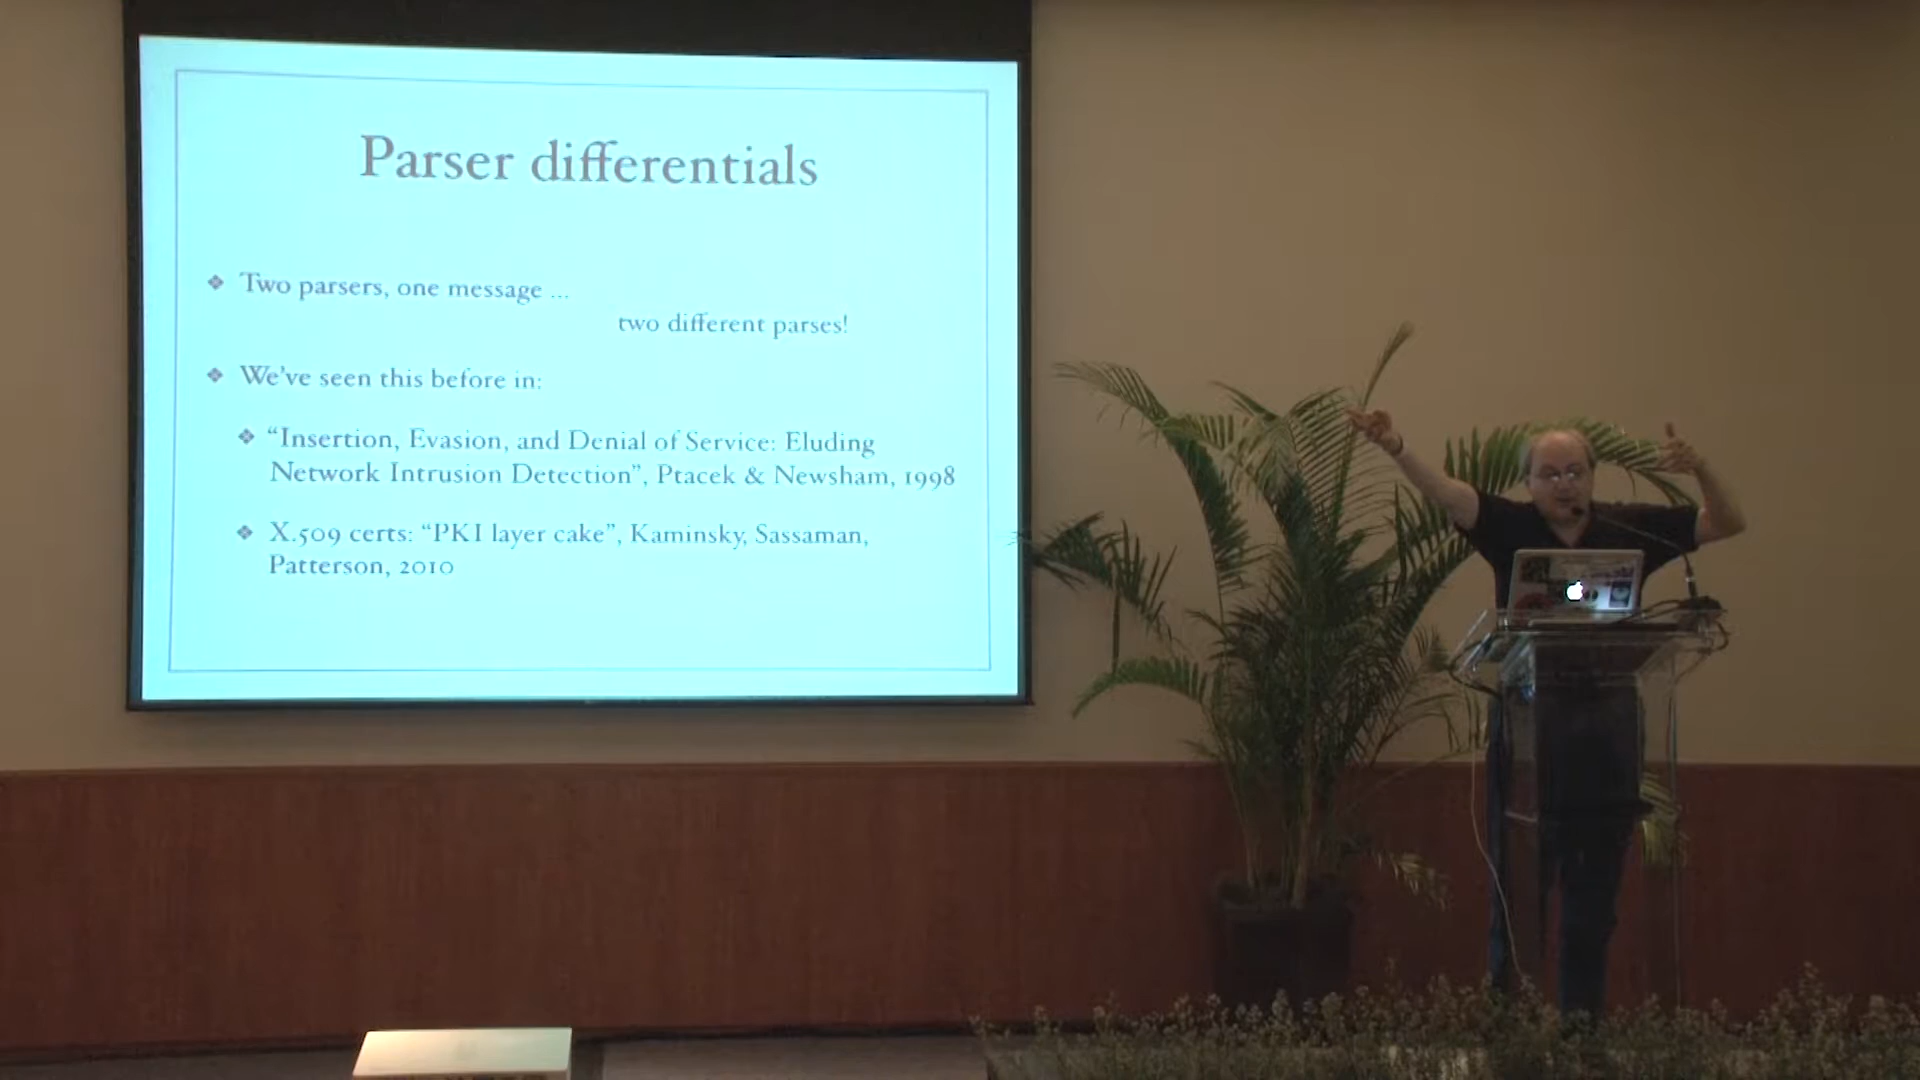 Parser differentials
❖ Two parsers, one message ...
two different parses!
❖ We've seen this before in:
❖ "Insertion, Evasion, and Denial of Service: Eluding
Network Intrusion Detection", Ptacek & Newsham, 1998
❖ X.509 certs: "PKI layer cake", Kaminsky, Sassaman,
Patterson, 2010